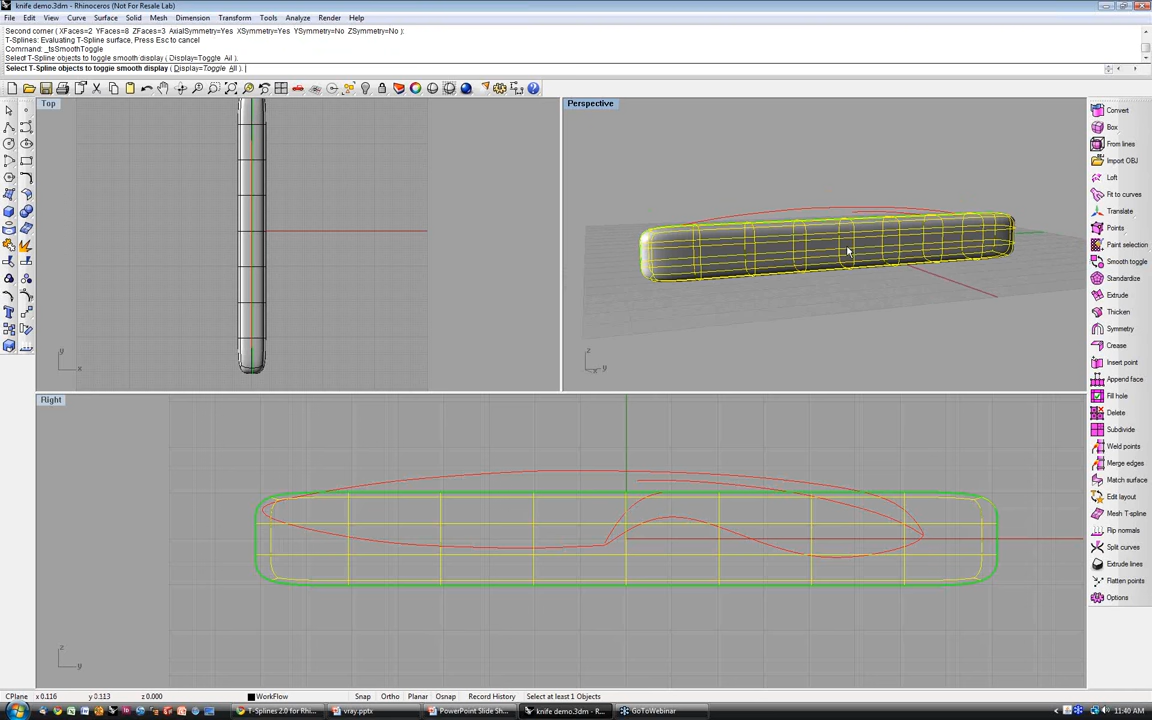 knife demo.3dm - Rhinoceros (Not For Resale Lab)
File Edit View Curve Surface Solid Mesh Dimension Transform Tools Analyze Render Help
Second corner ( XFaces=2 YFaces=8 ZFaces=3 AxialSymmetry=Yes XSymmetry=Yes YSymmetry=No ZSymmetry=No ):
T-Splines: Evaluating T-Spline surface, Press Esc to cancel
Command: _tsSmoothToggle
Select T-Spline objects to toggle smooth display ( Display=Toggle All ).
Select T-Spline objects to toggle smooth display ( Display=Toggle All ).
Top
Perspective
Convert
Box
From lines
Import OBJ
Loft
Fit to curves
Translate
Points
Paint selection
Smooth toggle
Standardize
Extrude
Thicken
Symmetry
Crease
Insert point
Append face
Fill hole
Delete
Subdivide
Weld points
Merge edges
Match surface
Edit layout
Mesh T-spline
Flip normals
Split curves
Extrude lines
Flatten points
Options
y
x
z
x
y
Right
z
y
CPlane x 0.116 y 0.313 z 0.000 WorkFlow Snap Ortho Planar Osnap Record History Select at least 1 Objects
T-Splines 2.0 for Rhi... vray.pptx PowerPoint Slide Sh... knife demo.3dm - R... GoToWebinar 11:40 AM